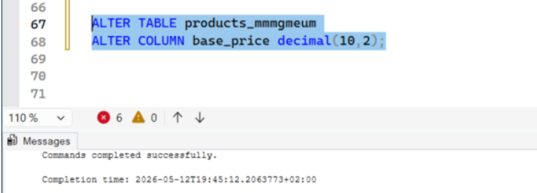 66
67 ALTER TABLE products_mmmgmeum
68 ALTER COLUMN base_price decimal(10,2);
69
70
71
110 % 6 0
Messages
Commands completed successfully.
Completion time: 2026-05-12T19:45:12.2063773+02:00